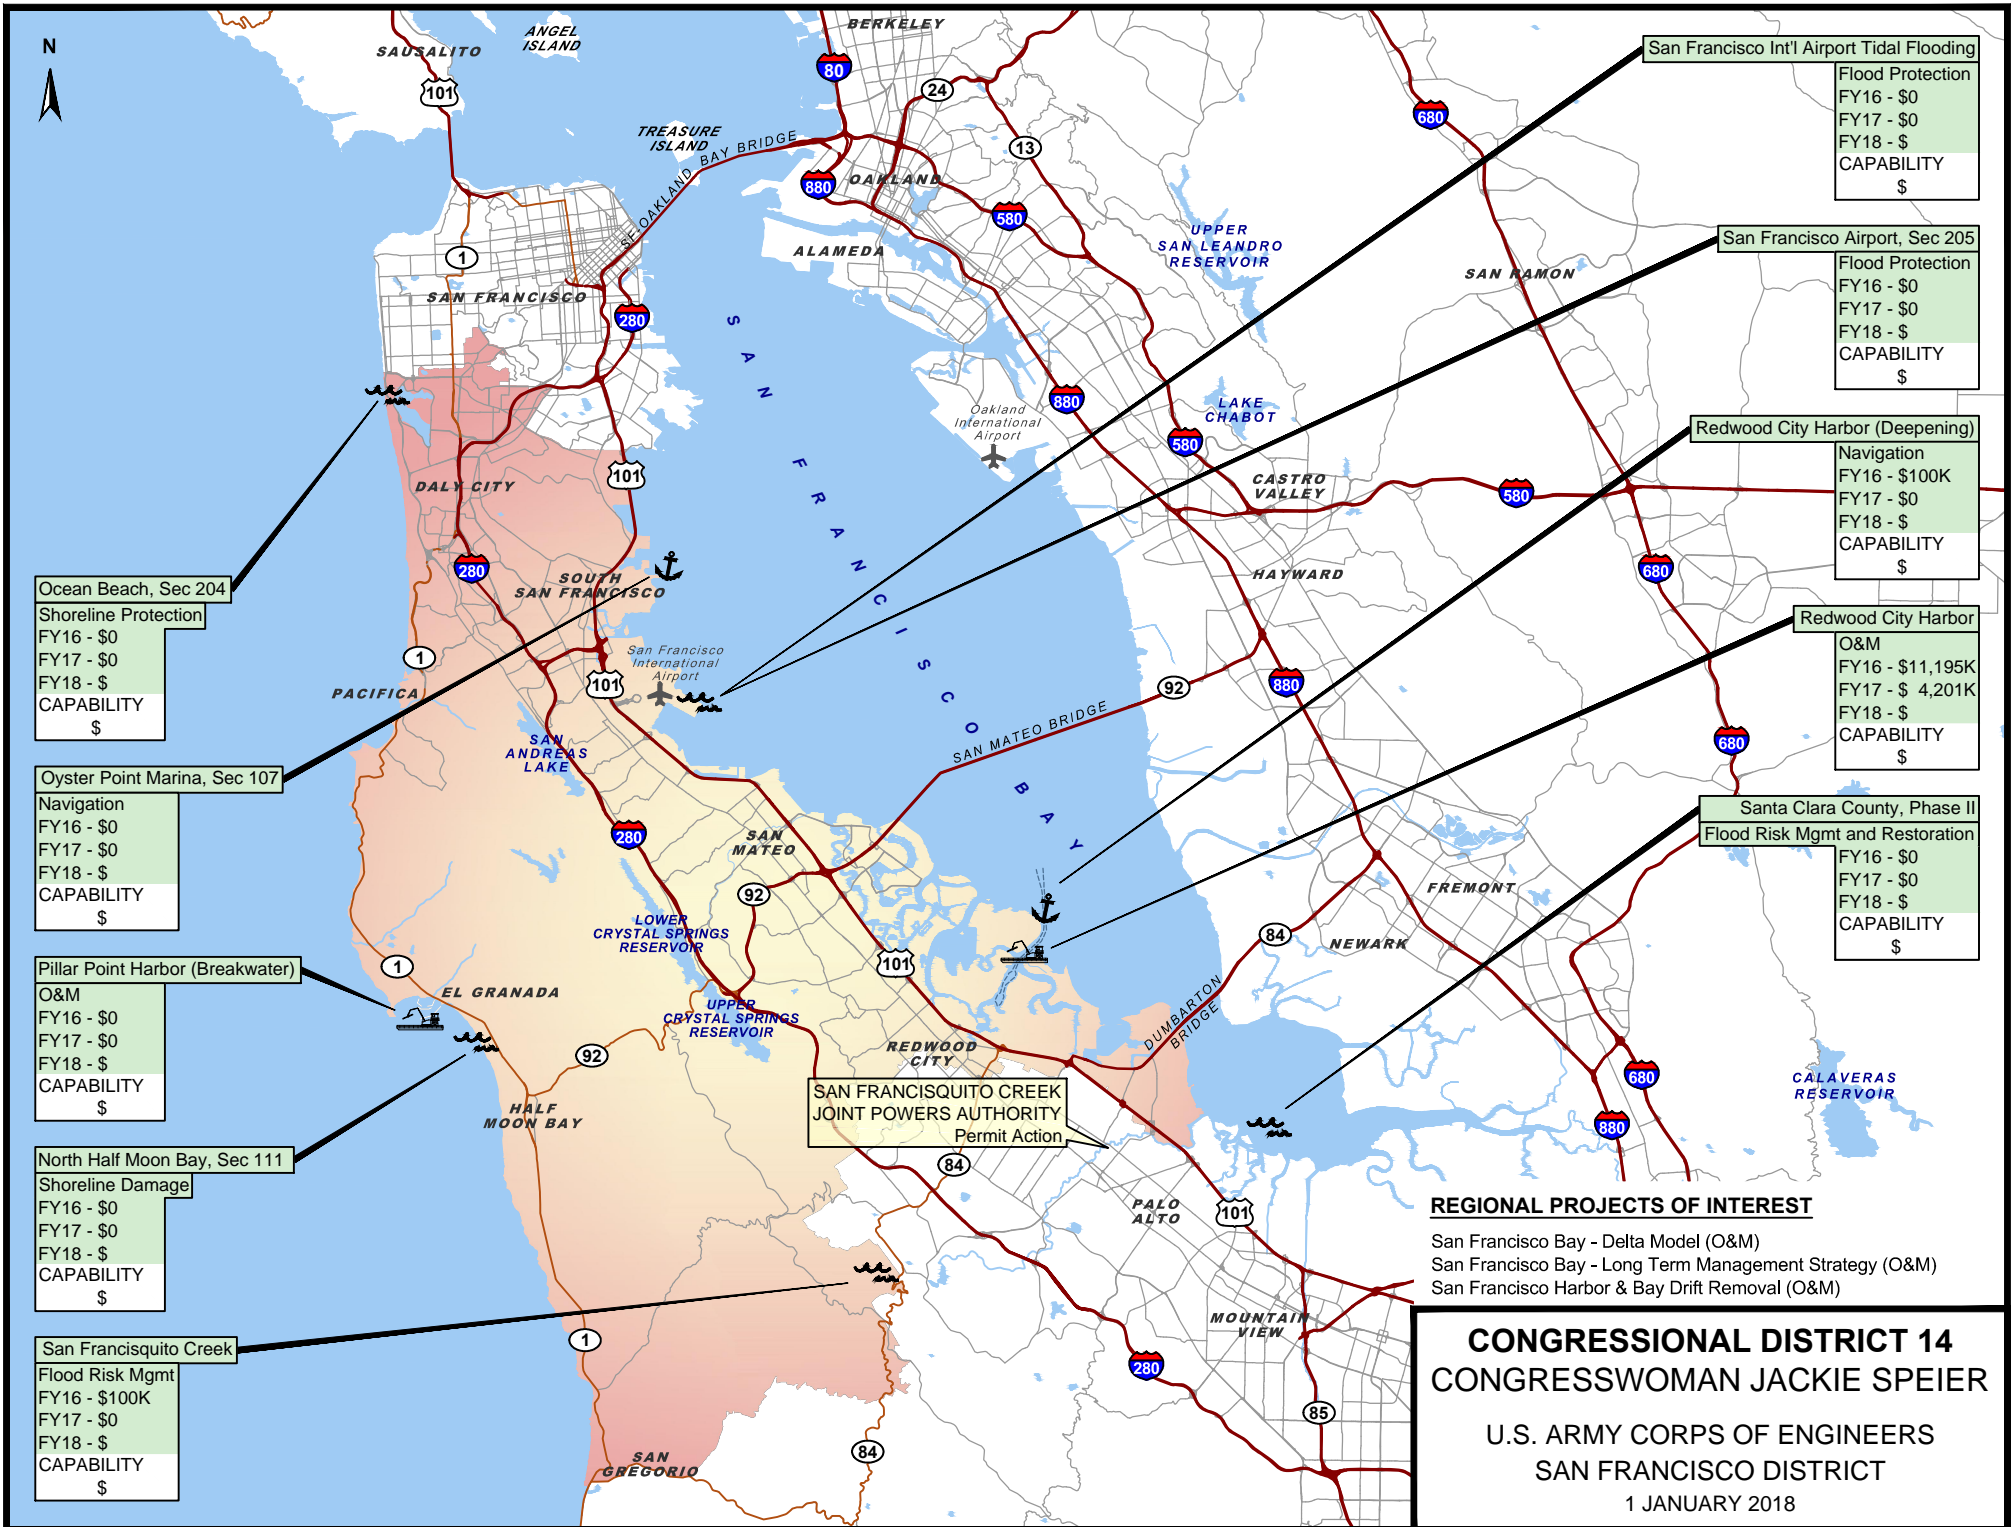 N
SAUSALITO
ANGEL
ISLAND
BERKELEY
TREASURE
ISLAND
SF-OAKLAND BAY BRIDGE
OAKLAND
ALAMEDA
SAN FRANCISCO
UPPER
SAN LEANDRO
RESERVOIR
SAN RAMON
LAKE
CHABOT
Oakland
International
Airport
CASTRO
VALLEY
DALY CITY
HAYWARD
SOUTH
SAN FRANCISCO
San Francisco
International
Airport
PACIFICA
SAN FRANCISCO BAY
SAN MATEO BRIDGE
SAN
ANDREAS
LAKE
SAN
MATEO
LOWER
CRYSTAL SPRINGS
RESERVOIR
UPPER
CRYSTAL SPRINGS
RESERVOIR
EL GRANADA
HALF
MOON BAY
REDWOOD
CITY
FREMONT
NEWARK
DUMBARTON
BRIDGE
CALAVERAS
RESERVOIR
PALO
ALTO
MOUNTAIN
VIEW
SAN
GREGORIO
101
80
24
13
680
880
580
1
280
880
580
101
580
680
280
1
101
92
880
680
280
92
101
84
1
92
680
880
84
101
1
280
85
84
San Francisco Int'l Airport Tidal Flooding
Flood Protection
FY16 - $0
FY17 - $0
FY18 - $
CAPABILITY
$
San Francisco Airport, Sec 205
Flood Protection
FY16 - $0
FY17 - $0
FY18 - $
CAPABILITY
$
Redwood City Harbor (Deepening)
Navigation
FY16 - $100K
FY17 - $0
FY18 - $
CAPABILITY
$
Redwood City Harbor
O&M
FY16 - $11,195K
FY17 - $ 4,201K
FY18 - $
CAPABILITY
$
Santa Clara County, Phase II
Flood Risk Mgmt and Restoration
FY16 - $0
FY17 - $0
FY18 - $
CAPABILITY
$
Ocean Beach, Sec 204
Shoreline Protection
FY16 - $0
FY17 - $0
FY18 - $
CAPABILITY
$
Oyster Point Marina, Sec 107
Navigation
FY16 - $0
FY17 - $0
FY18 - $
CAPABILITY
$
Pillar Point Harbor (Breakwater)
O&M
FY16 - $0
FY17 - $0
FY18 - $
CAPABILITY
$
North Half Moon Bay, Sec 111
Shoreline Damage
FY16 - $0
FY17 - $0
FY18 - $
CAPABILITY
$
San Francisquito Creek
Flood Risk Mgmt
FY16 - $100K
FY17 - $0
FY18 - $
CAPABILITY
$
SAN FRANCISQUITO CREEK
JOINT POWERS AUTHORITY
Permit Action
REGIONAL PROJECTS OF INTEREST
San Francisco Bay - Delta Model (O&M)
San Francisco Bay - Long Term Management Strategy (O&M)
San Francisco Harbor & Bay Drift Removal (O&M)
CONGRESSIONAL DISTRICT 14
CONGRESSWOMAN JACKIE SPEIER
U.S. ARMY CORPS OF ENGINEERS
SAN FRANCISCO DISTRICT
1 JANUARY 2018